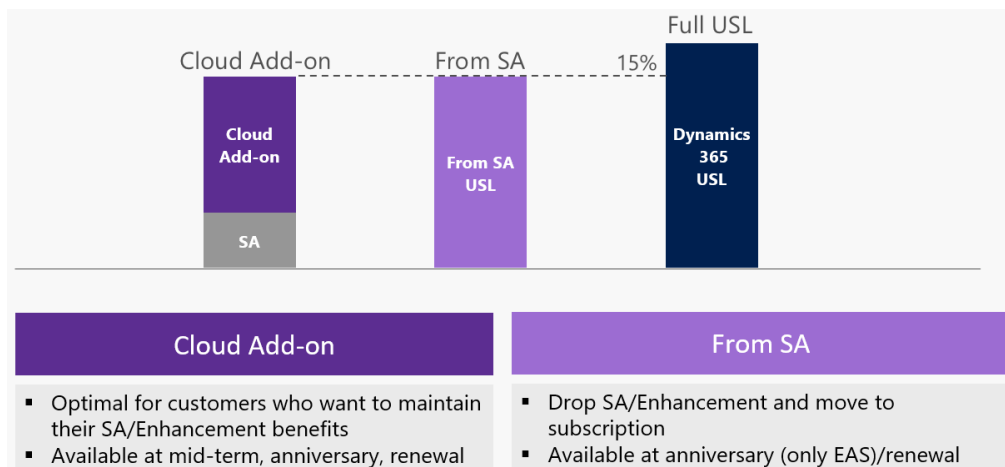 Full USL
Cloud Add-on
From SA
15%
Cloud
Add-on
SA
From SA
USL
Dynamics
365
USL
Cloud Add-on
▪ Optimal for customers who want to maintain
their SA/Enhancement benefits
▪ Available at mid-term, anniversary, renewal
From SA
▪ Drop SA/Enhancement and move to
subscription
▪ Available at anniversary (only EAS)/renewal